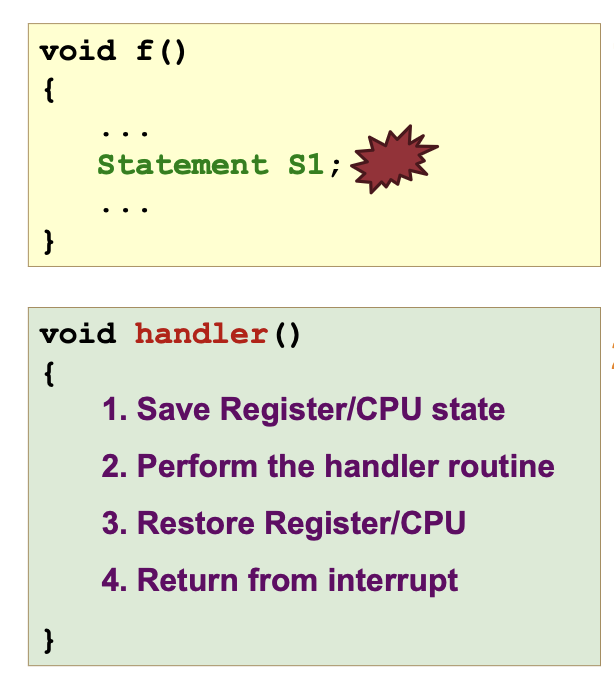 void f()
{
...
Statement S1;
...
}
void handler()
{
1. Save Register/CPU state
2. Perform the handler routine
3. Restore Register/CPU
4. Return from interrupt
}